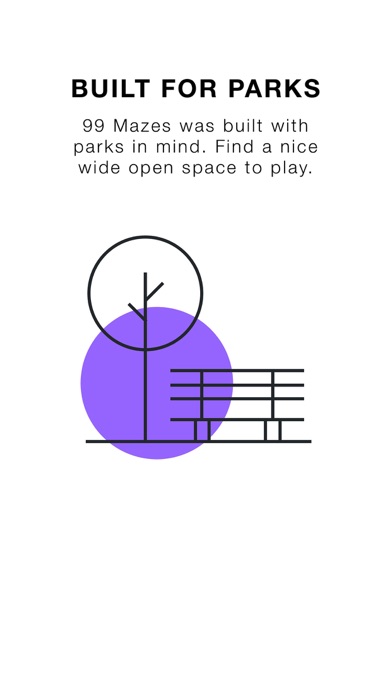 BUILT FOR PARKS
99 Mazes was built with
parks in mind. Find a nice
wide open space to play.